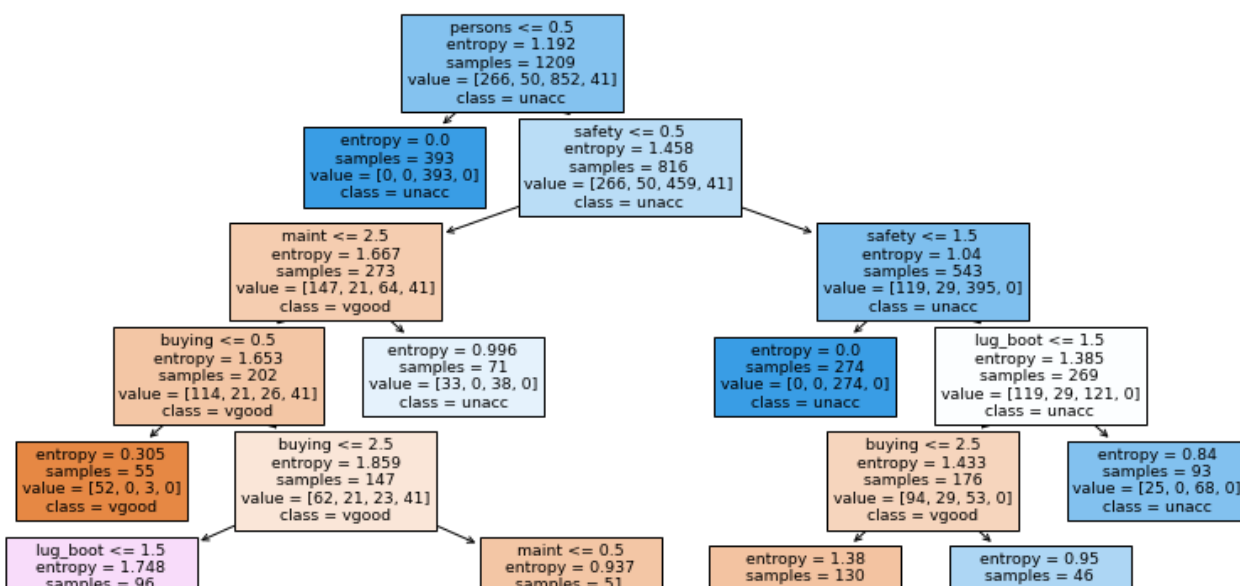 persons <= 0.5
entropy = 1.192
samples = 1209
value = [266, 50, 852, 41]
class = unacc
entropy = 0.0
samples = 393
value = [0, 0, 393, 0]
class = unacc
safety <= 0.5
entropy = 1.458
samples = 816
value = [266, 50, 459, 41]
class = unacc
maint <= 2.5
entropy = 1.667
samples = 273
value = [147, 21, 64, 41]
class = vgood
safety <= 1.5
entropy = 1.04
samples = 543
value = [119, 29, 395, 0]
class = unacc
buying <= 0.5
entropy = 1.653
samples = 202
value = [114, 21, 26, 41]
class = vgood
entropy = 0.996
samples = 71
value = [33, 0, 38, 0]
class = unacc
entropy = 0.0
samples = 274
value = [0, 0, 274, 0]
class = unacc
lug_boot <= 1.5
entropy = 1.385
samples = 269
value = [119, 29, 121, 0]
class = unacc
entropy = 0.305
samples = 55
value = [52, 0, 3, 0]
class = vgood
buying <= 2.5
entropy = 1.859
samples = 147
value = [62, 21, 23, 41]
class = vgood
buying <= 2.5
entropy = 1.433
samples = 176
value = [94, 29, 53, 0]
class = vgood
entropy = 0.84
samples = 93
value = [25, 0, 68, 0]
class = unacc
lug_boot <= 1.5
entropy = 1.748
samples = 96
maint <= 0.5
entropy = 0.937
samples = 51
entropy = 1.38
samples = 130
entropy = 0.95
samples = 46